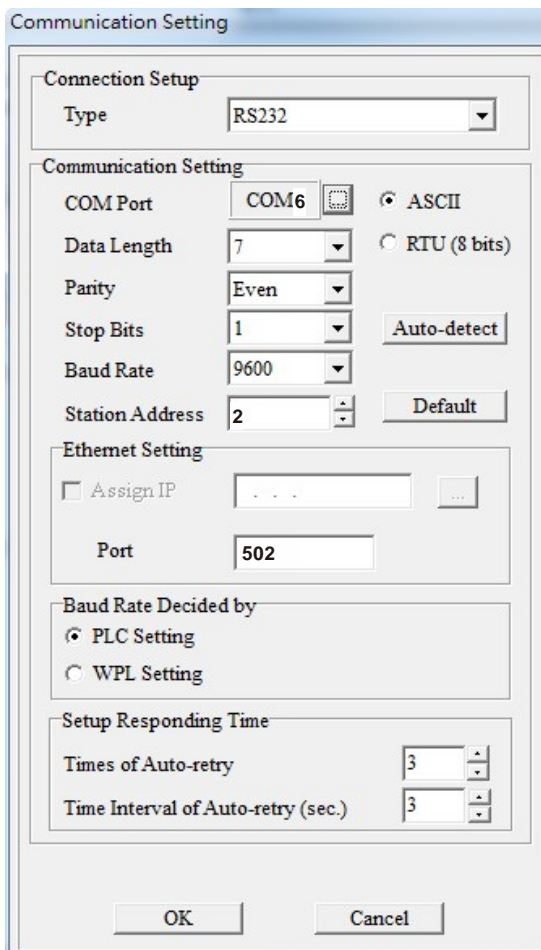 Communication Setting
Connection Setup
Type RS232
Communication Setting
COM Port COM6 ASCII
Data Length 7 RTU (8 bits)
Parity Even
Stop Bits 1 Auto-detect
Baud Rate 9600
Station Address 2 Default
Ethernet Setting
Assign IP . . . ...
Port 502
Baud Rate Decided by
PLC Setting
WPL Setting
Setup Responding Time
Times of Auto-retry 3
Time Interval of Auto-retry (sec.) 3
OK Cancel